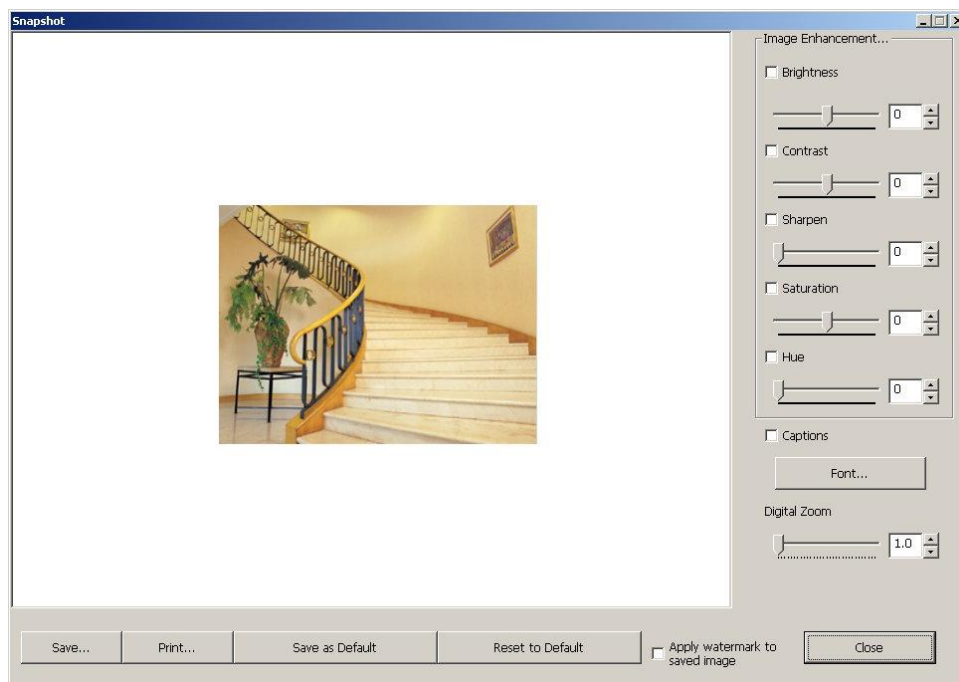 Snapshot
Image Enhancement...
Brightness
0
Contrast
0
Sharpen
0
Saturation
0
Hue
0
Captions
Font...
Digital Zoom
1.0
Save...
Print...
Save as Default
Reset to Default
Apply watermark to
saved image
Close